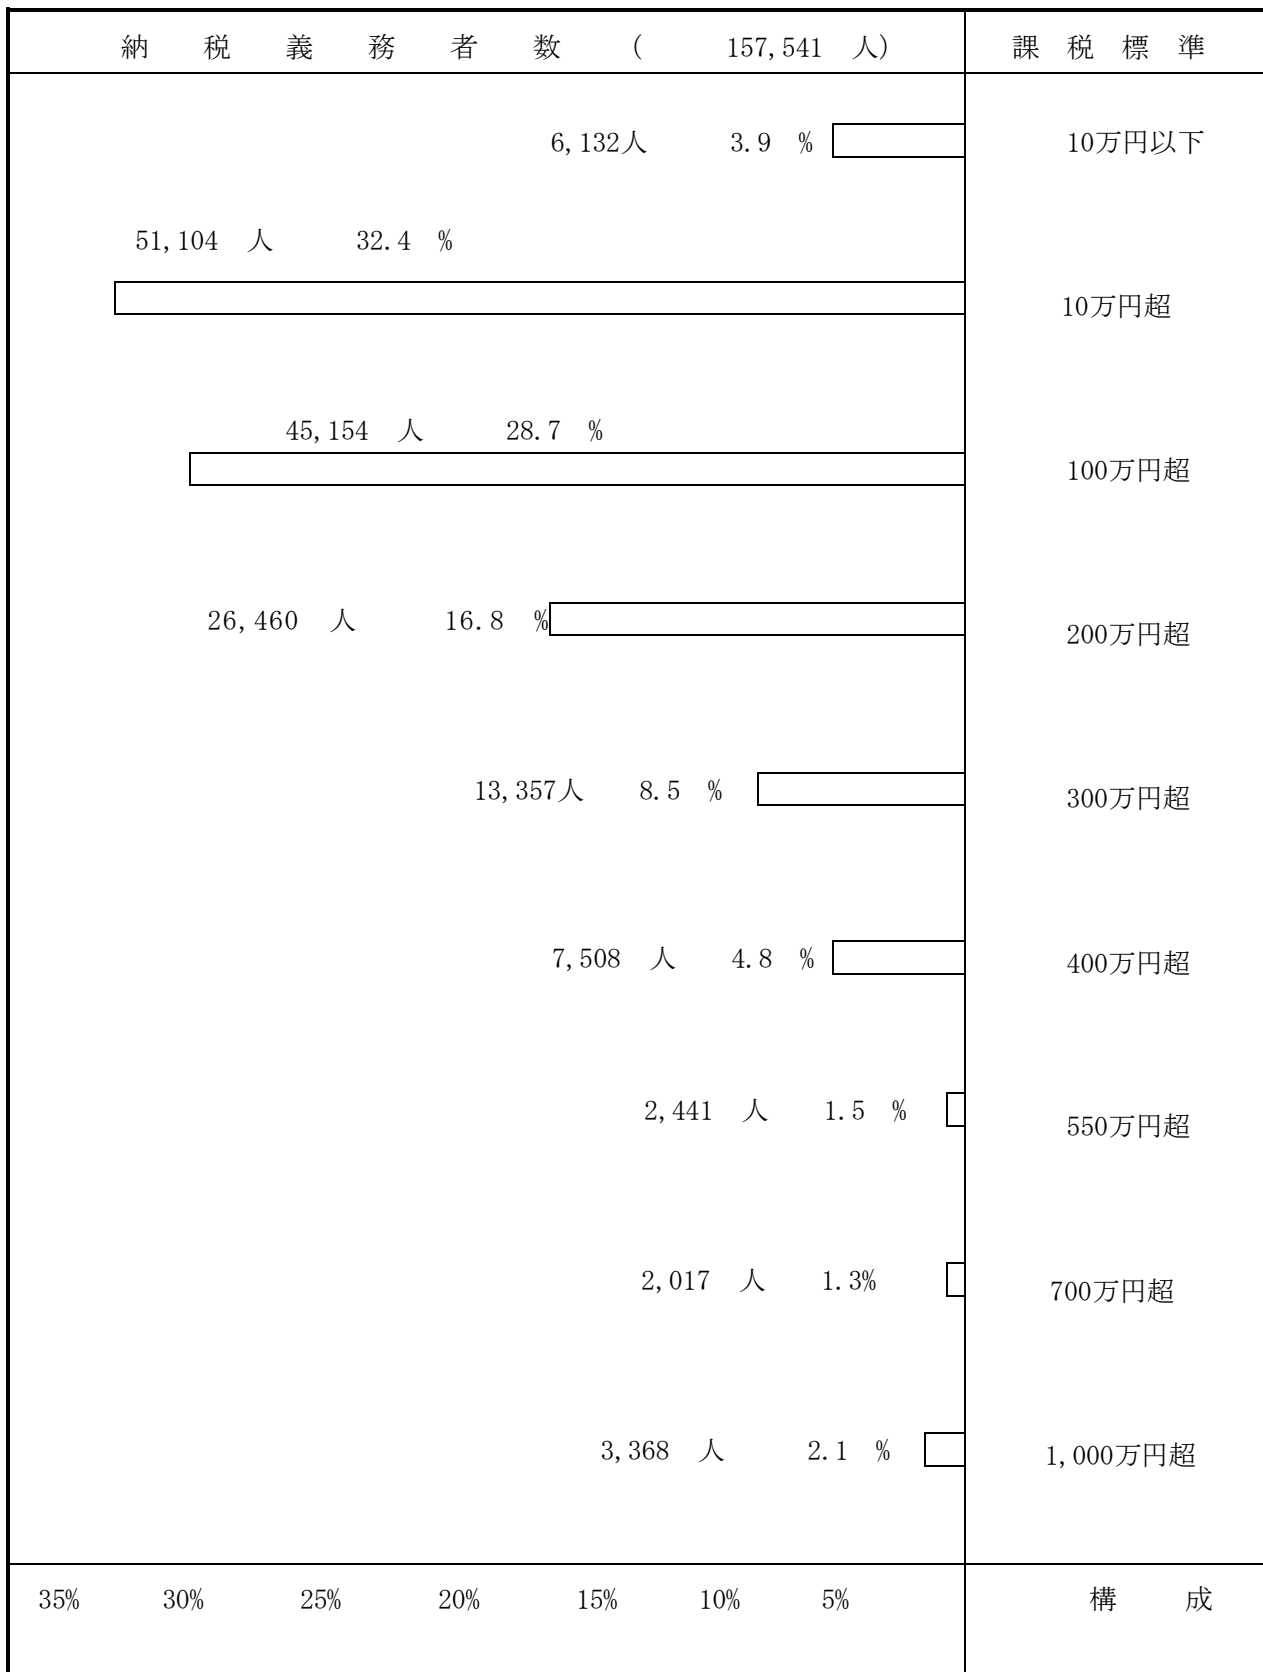 納税義務者数( 157,541 人) 課税標準
6,132人 3.9 % 10万円以下
51,104 人 32.4 %
10万円超
45,154 人 28.7 %
100万円超
26,460 人 16.8 % 200万円超
13,357人 8.5 % 300万円超
7,508 人 4.8 % 400万円超
2,441 人 1.5 % 550万円超
2,017 人 1.3% 700万円超
3,368 人 2.1 % 1,000万円超
35% 30% 25% 20% 15% 10% 5% 構成